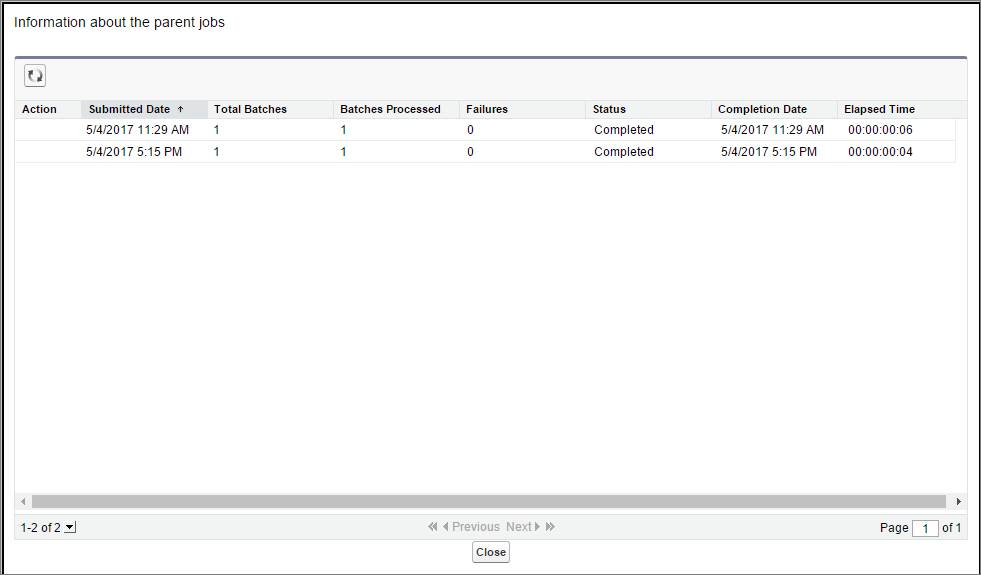 Information about the parent jobs
Action Submitted Date ↑ Total Batches Batches Processed Failures Status Completion Date Elapsed Time
5/4/2017 11:29 AM 1 1 0 Completed 5/4/2017 11:29 AM 00:00:00:06
5/4/2017 5:15 PM 1 1 0 Completed 5/4/2017 5:15 PM 00:00:00:04
1-2 of 2 Previous Next Page 1 of 1
Close